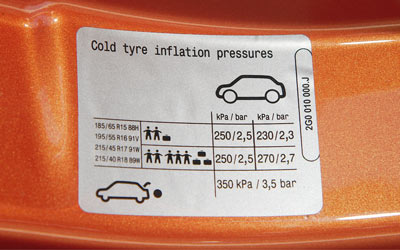 Cold tyre inflation pressures
kPa / bar kPa / bar
185/65 R15 88H
195/55 R16 91V
250/2,5 230/2,3
215/45 R17 91W
215/40 R18 89W
250/2,5 270/2,7
350 kPa / 3,5 bar
2G0 010 000.J